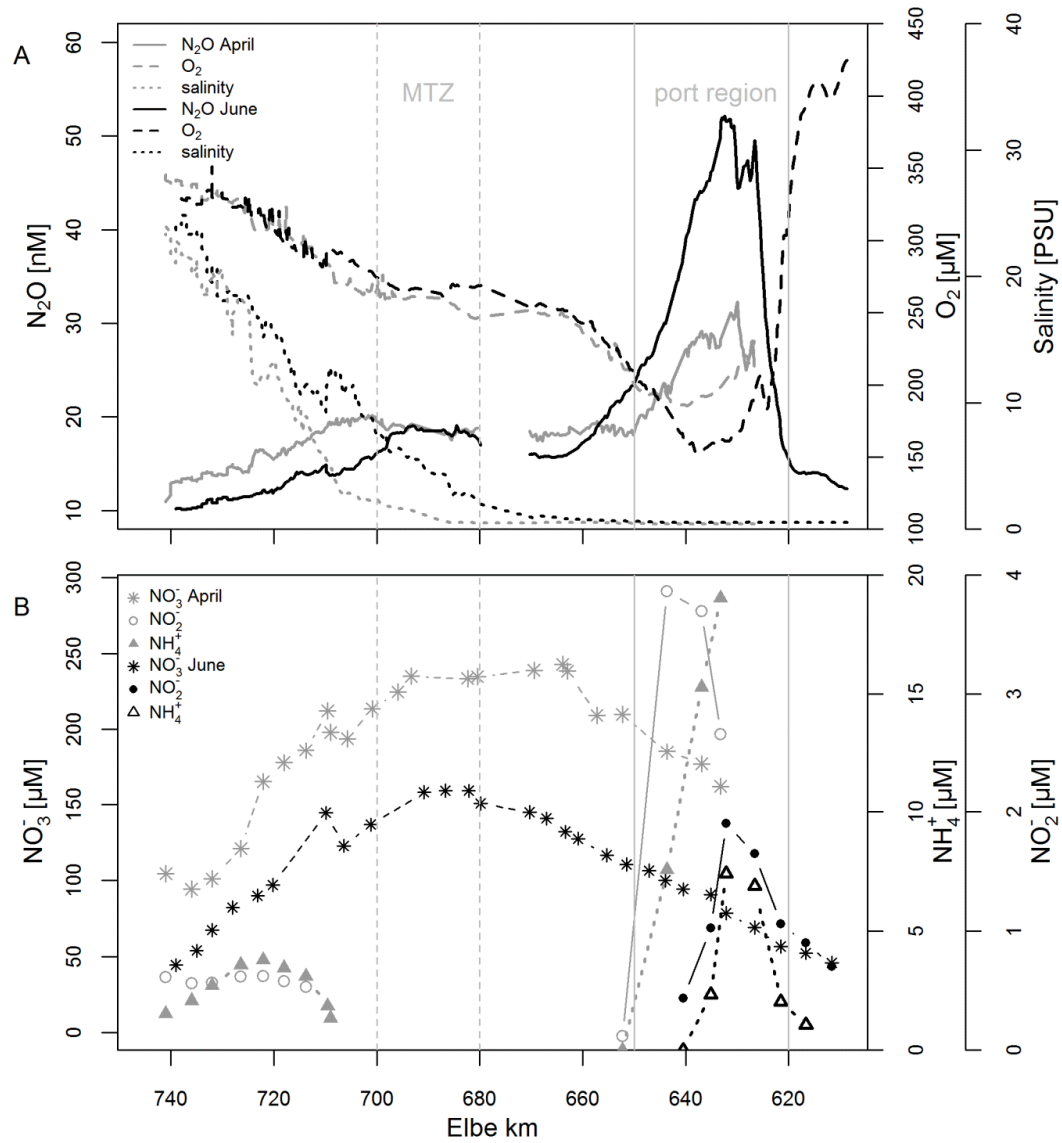 A
N₂O April
O₂
salinity
N₂O June
O₂
salinity
MTZ
port region
N₂O [nM]
10 20 30 40 50 60
O₂ [µM]
100 150 200 250 300 350 400 450
Salinity [PSU]
0 10 20 30 40
B
NO₃⁻ April
NO₂⁻
NH₄⁺
NO₃⁻ June
NO₂⁻
NH₄⁺
NO₃⁻ [µM]
0 50 100 150 200 250 300
NH₄⁺ [µM]
0 5 10 15 20
NO₂⁻ [µM]
0 1 2 3 4
740 720 700 680 660 640 620
Elbe km